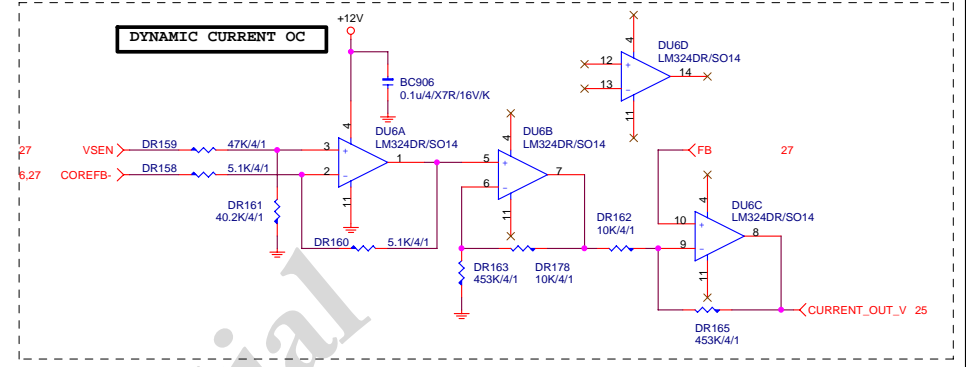 DYNAMIC CURRENT OC
+12V
BC906
0.1u/4/X7R/16V/K
DU6D
LM324DR/SO14
4
12
+
13
-
14
11
27
VSEN
DR159
47K/4/1
6,27
COREFB-
DR158
5.1K/4/1
DR161
40.2K/4/1
DR160
5.1K/4/1
4
DU6A
LM324DR/SO14
3
+
2
-
1
11
4
DU6B
LM324DR/SO14
5
+
6
-
7
11
DR163
453K/4/1
DR178
10K/4/1
DR162
10K/4/1
FB
27
4
DU6C
LM324DR/SO14
10
+
9
-
8
11
DR165
453K/4/1
CURRENT_OUT_V
25